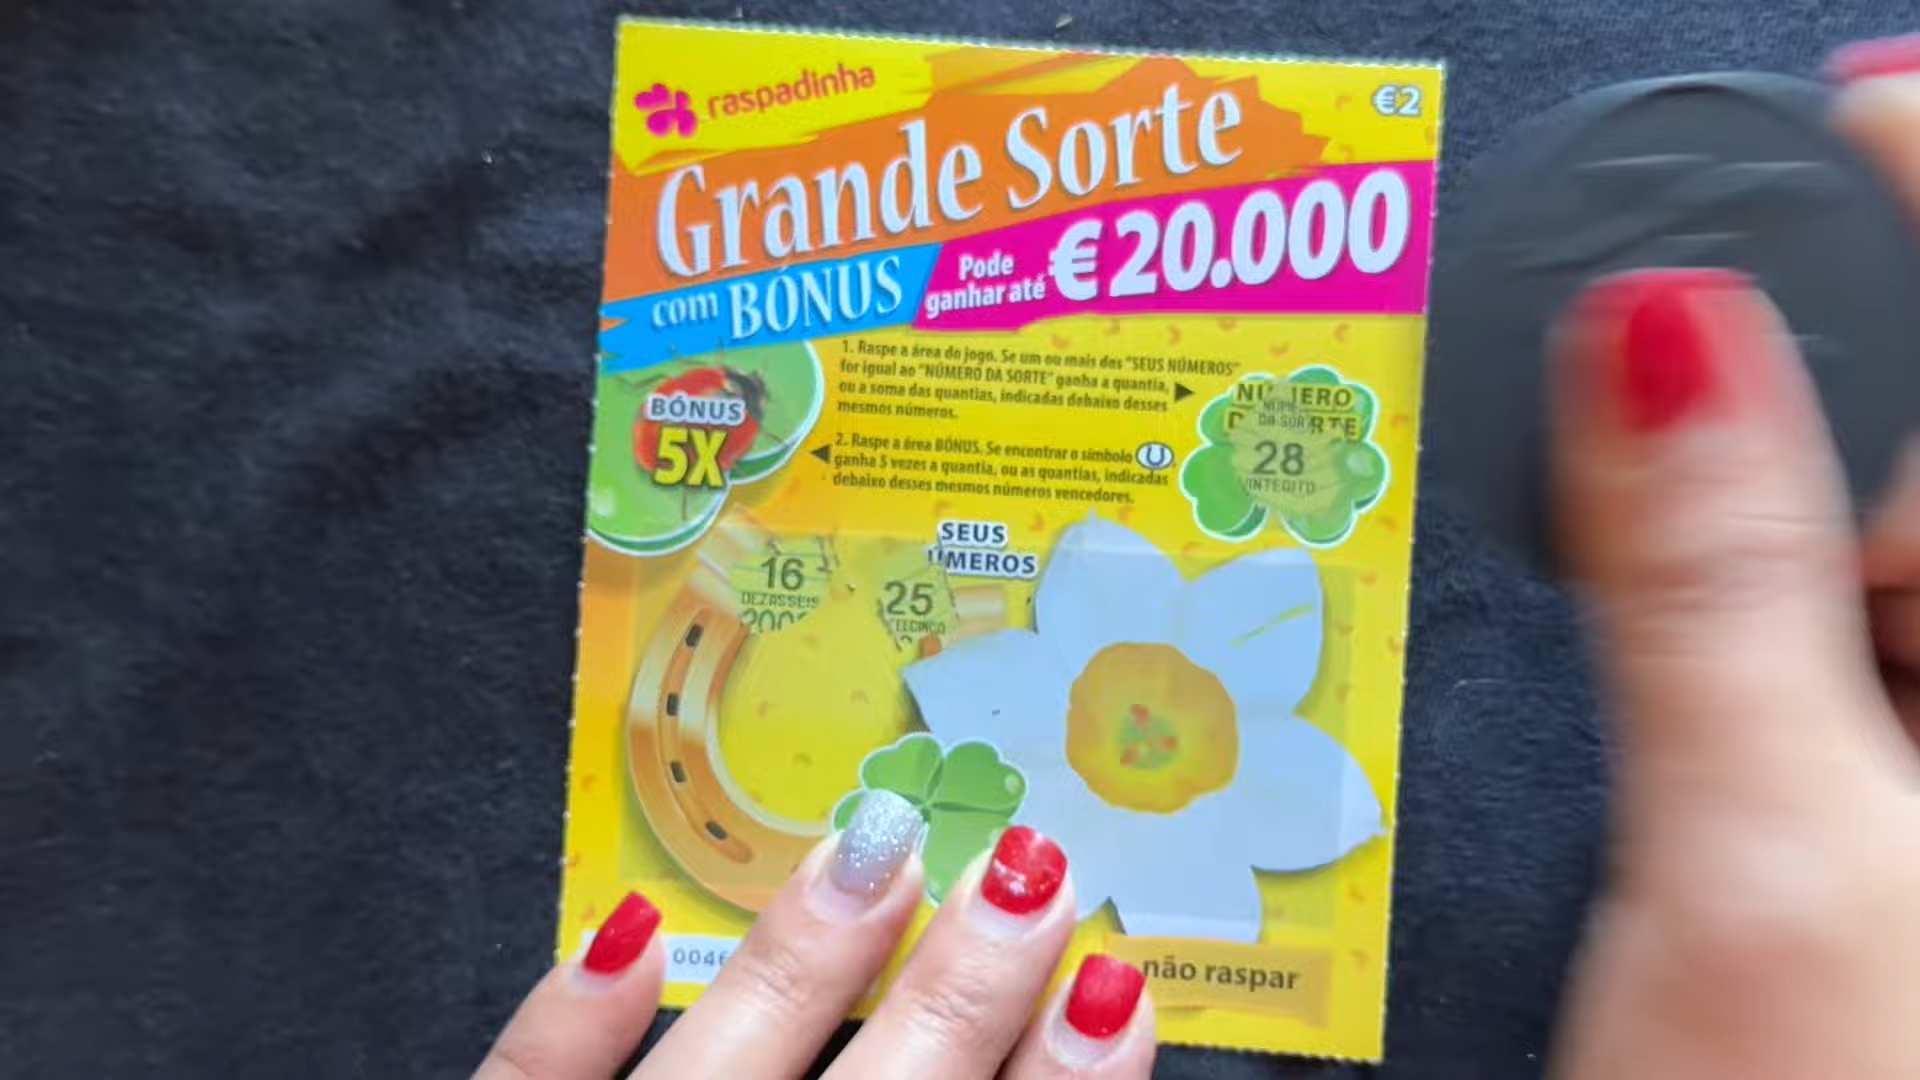 raspadinha
€2
Grande Sorte
com BÓNUS
Pode
ganhar até
€20.000
1. Raspe a área do jogo. Se um ou mais dos "SEUS NÚMEROS"
for igual ao "NÚMERO DA SORTE" ganha a quantia,
ou a soma das quantias, indicadas debaixo desses
mesmos números.
BÓNUS
5X
2. Raspe a área BÓNUS. Se encontrar o símbolo
ganha 5 vezes a quantia, ou as quantias, indicadas
debaixo desses mesmos números vencedores.
28
SEUS
16
DEZASSEIS
25
não raspar